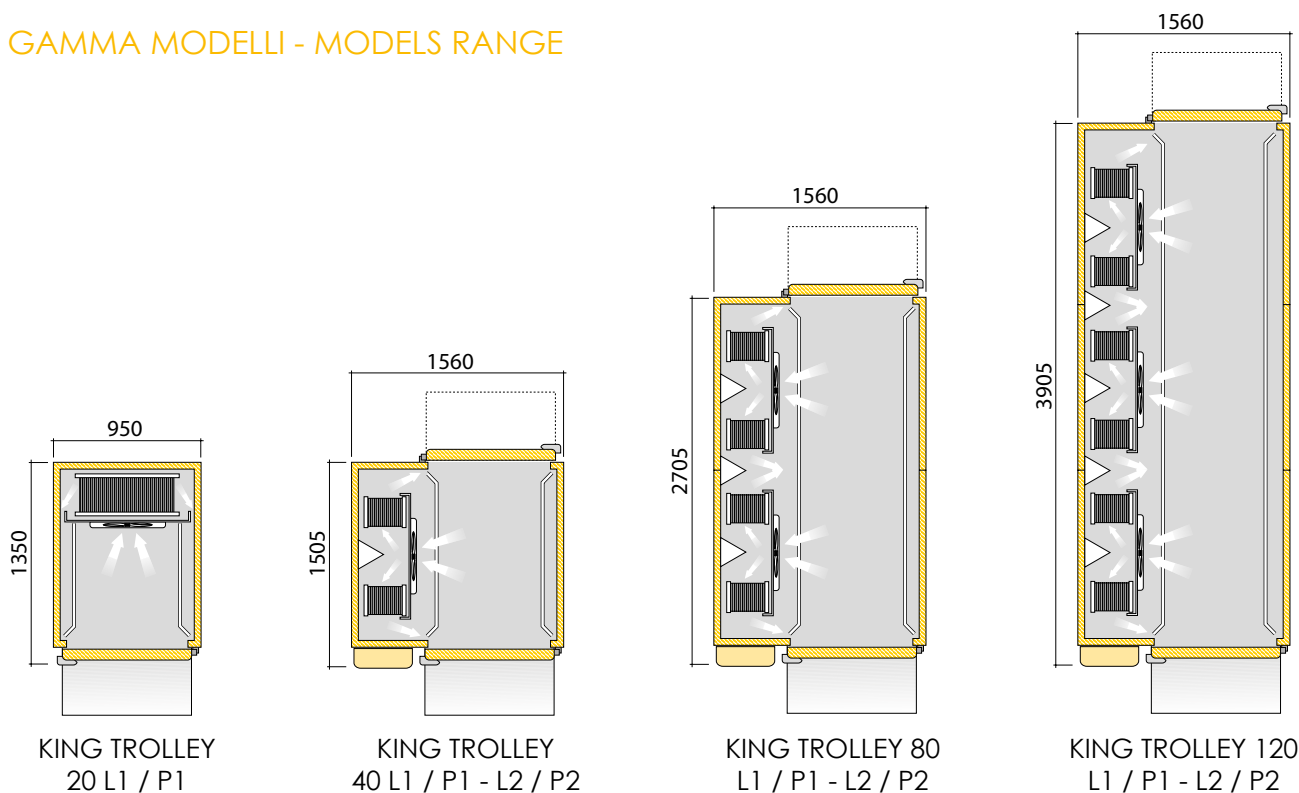 GAMMA MODELLI - MODELS RANGE
950
1350
KING TROLLEY
20 L1 / P1
1560
1505
KING TROLLEY
40 L1 / P1 - L2 / P2
1560
2705
KING TROLLEY 80
L1 / P1 - L2 / P2
1560
3905
KING TROLLEY 120
L1 / P1 - L2 / P2